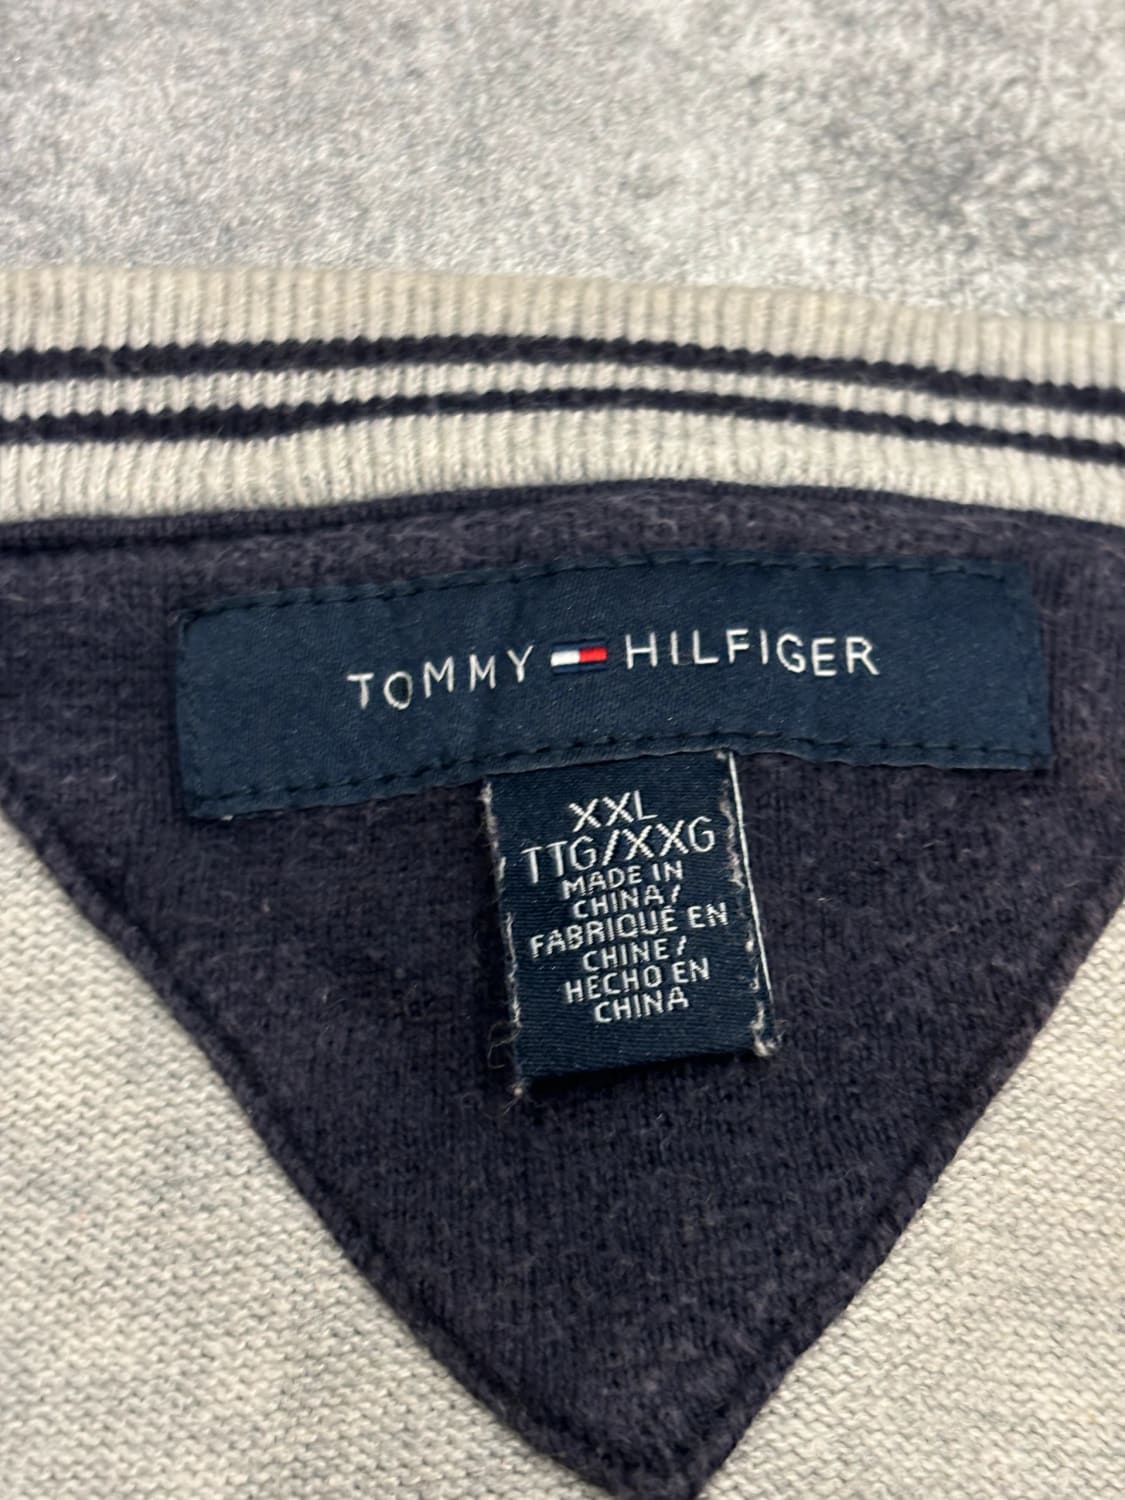 TOMMY HILFIGER
XXL
TTG/XXG
MADE IN
CHINA/
FABRIQUÉ EN
CHINE/
HECHO EN
CHINA